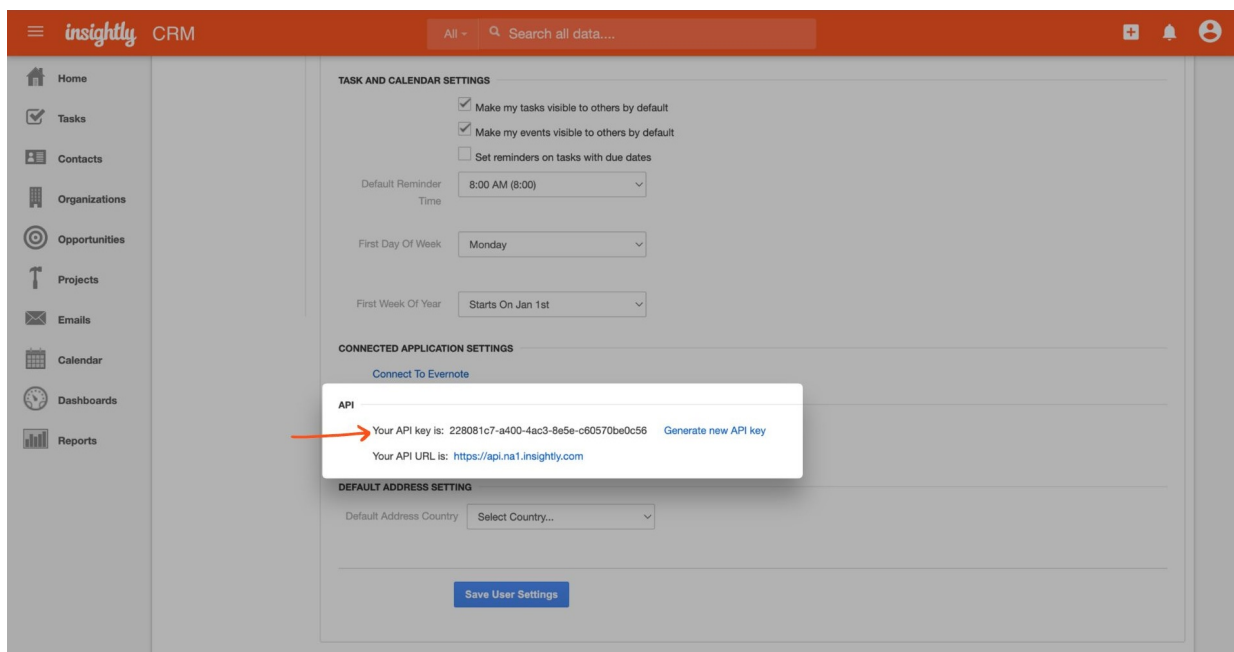 insightly CRM
All
Search all data....
Home
Tasks
Contacts
Organizations
Opportunities
Projects
Emails
Calendar
Dashboards
Reports
TASK AND CALENDAR SETTINGS
Make my tasks visible to others by default
Make my events visible to others by default
Set reminders on tasks with due dates
Default Reminder
Time
8:00 AM (8:00)
First Day Of Week
Monday
First Week Of Year
Starts On Jan 1st
CONNECTED APPLICATION SETTINGS
Connect To Evernote
API
Your API key is: 228081c7-a400-4ac3-8e5e-c60570be0c56 Generate new API key
Your API URL is: https://api.na1.insightly.com
DEFAULT ADDRESS SETTING
Default Address Country
Select Country...
Save User Settings